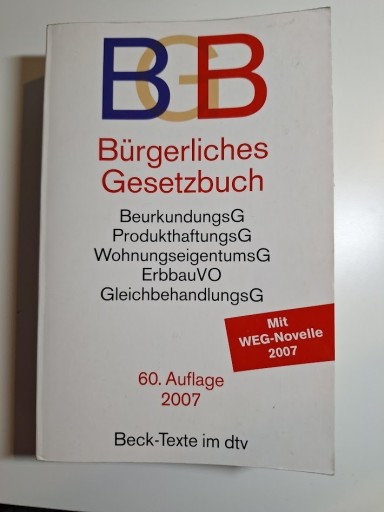 BGB
Bürgerliches
Gesetzbuch
BeurkundungsG
ProdukthaftungsG
WohnungseigentumsG
ErbbauVO
GleichbehandlungsG
Mit
WEG-Novelle
2007
60. Auflage
2007
Beck-Texte im dtv